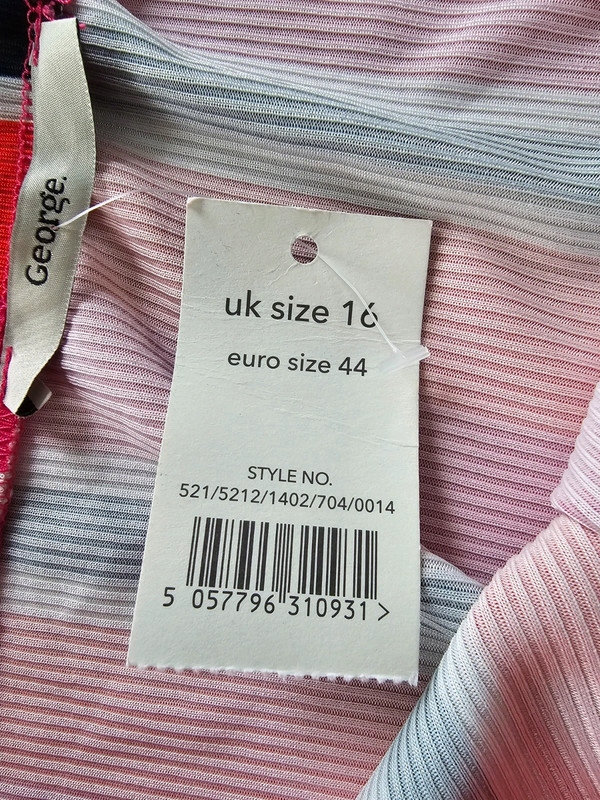 George.
uk size 16
euro size 44
STYLE NO.
521/5212/1402/704/0014
5 057796 310931 >